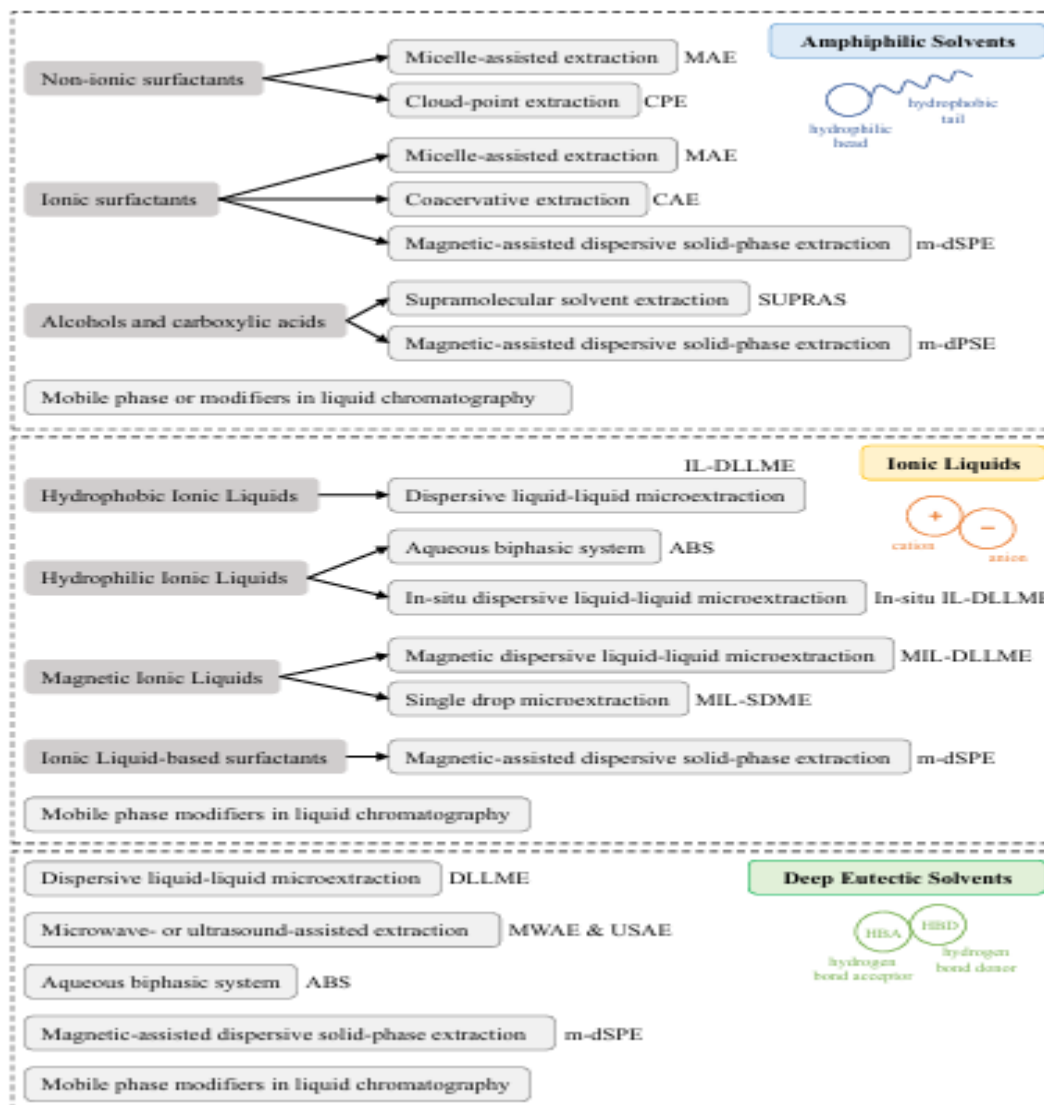 Amphiphilic Solvents
hydrophilic
head
hydrophobic
tail
Non-ionic surfactants
Micelle-assisted extraction MAE
Cloud-point extraction CPE
Ionic surfactants
Micelle-assisted extraction MAE
Coacervative extraction CAE
Magnetic-assisted dispersive solid-phase extraction m-dSPE
Alcohols and carboxylic acids
Supramolecular solvent extraction SUPRAS
Magnetic-assisted dispersive solid-phase extraction m-dPSE
Mobile phase or modifiers in liquid chromatography
Ionic Liquids
+
−
cation
anion
Hydrophobic Ionic Liquids
IL-DLLME
Dispersive liquid-liquid microextraction
Hydrophilic Ionic Liquids
Aqueous biphasic system ABS
In-situ dispersive liquid-liquid microextraction In-situ IL-DLLME
Magnetic Ionic Liquids
Magnetic dispersive liquid-liquid microextraction MIL-DLLME
Single drop microextraction MIL-SDME
Ionic Liquid-based surfactants
Magnetic-assisted dispersive solid-phase extraction m-dSPE
Mobile phase modifiers in liquid chromatography
Deep Eutectic Solvents
HBA
HBD
hydrogen
bond acceptor
hydrogen
bond donor
Dispersive liquid-liquid microextraction DLLME
Microwave- or ultrasound-assisted extraction MWAE & USAE
Aqueous biphasic system ABS
Magnetic-assisted dispersive solid-phase extraction m-dSPE
Mobile phase modifiers in liquid chromatography